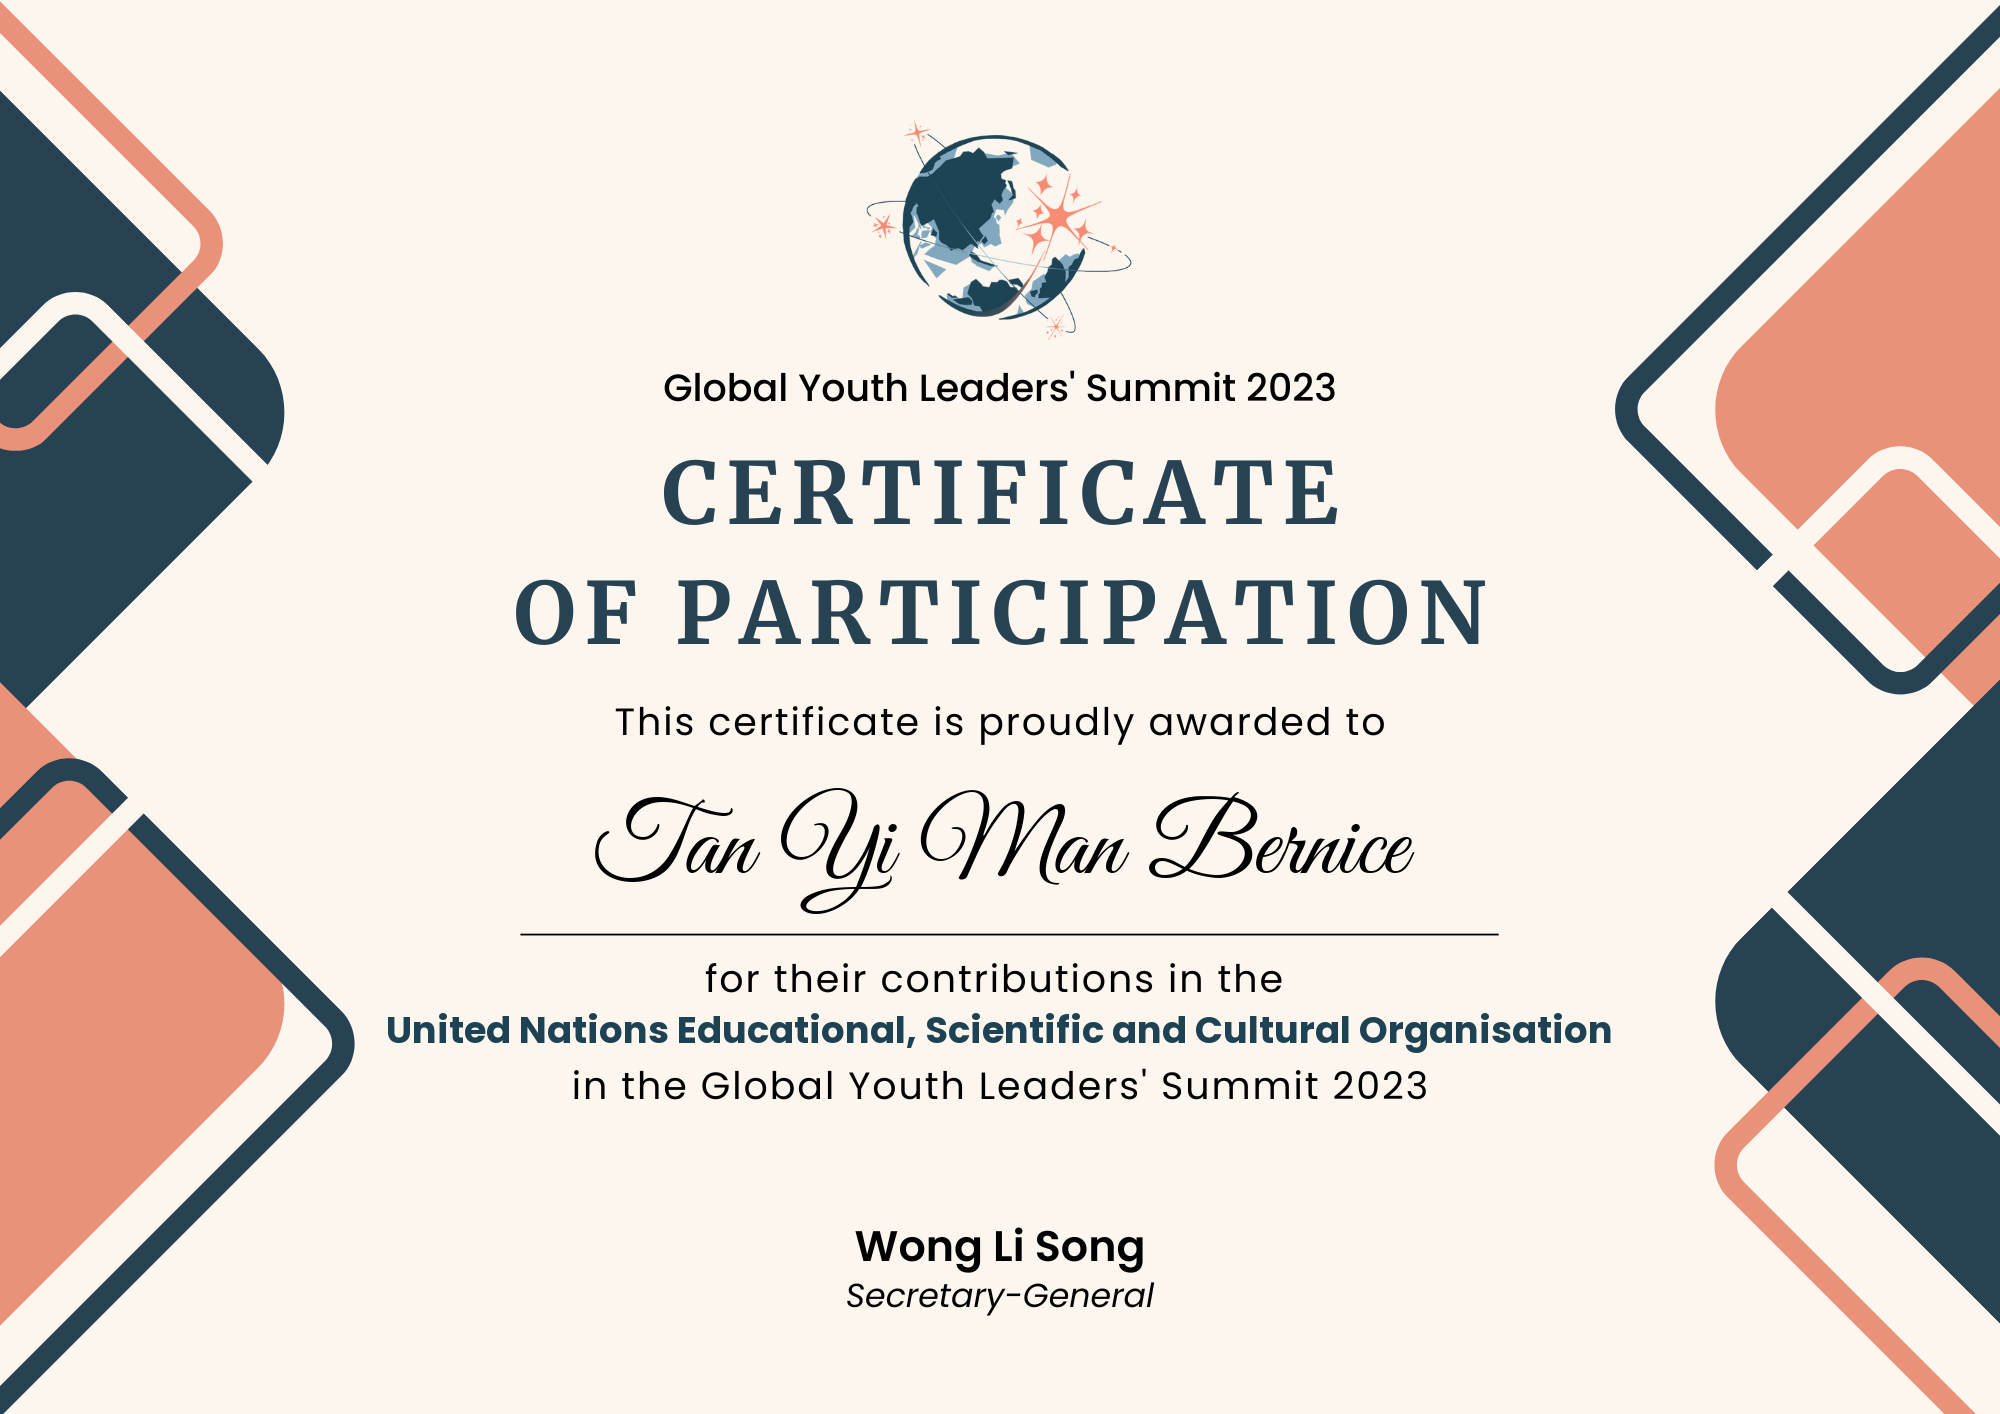 Global Youth Leaders' Summit 2023
CERTIFICATE
OF PARTICIPATION
This certificate is proudly awarded to
Tan Yi Man Bernice
for their contributions in the
United Nations Educational, Scientific and Cultural Organisation
in the Global Youth Leaders' Summit 2023
Wong Li Song
Secretary-General